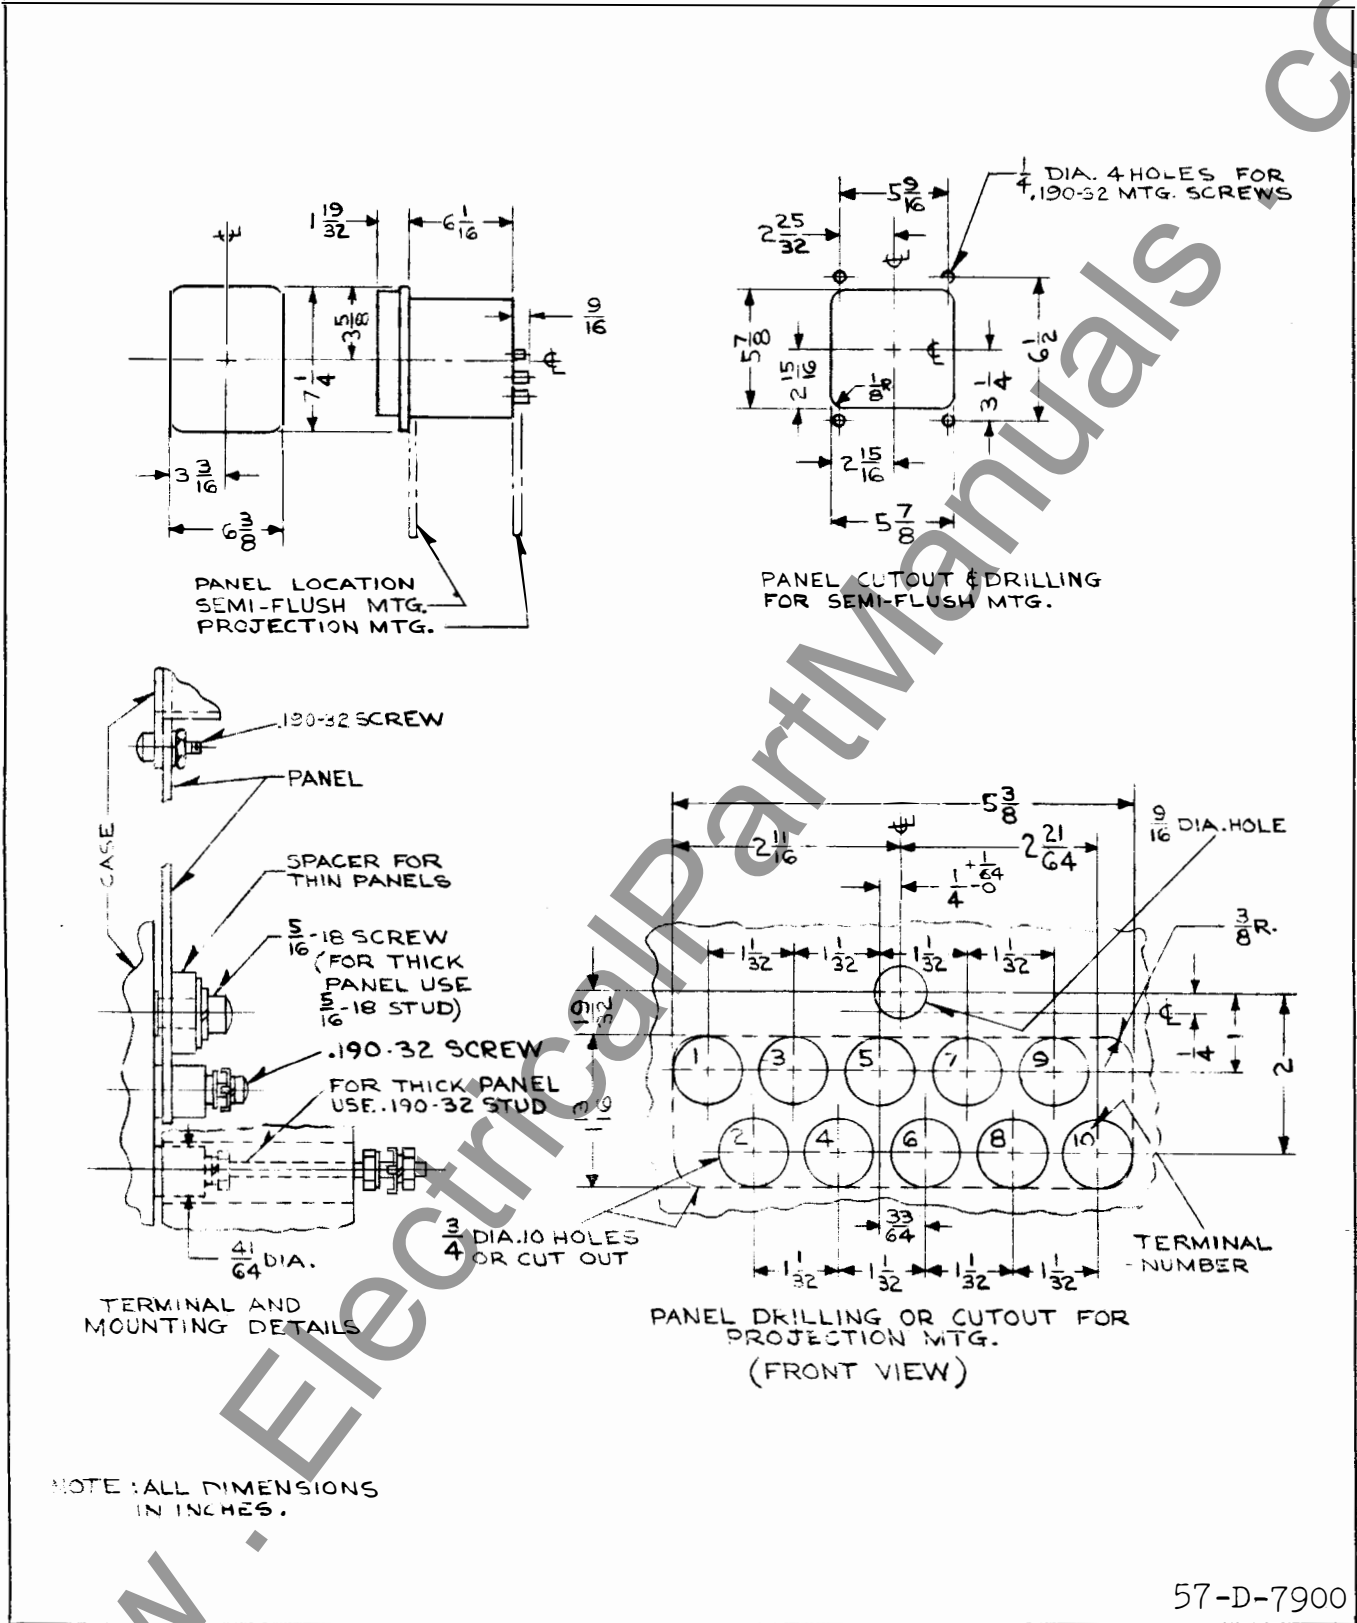 1 19/32
6 1/16
9/16
3 5/8
7 1/4
3 3/16
6 3/8
PANEL LOCATION
SEMI-FLUSH MTG.
PROJECTION MTG.
1/4 DIA. 4 HOLES FOR
.190-32 MTG. SCREWS
5 9/16
2 25/32
5 7/8
2 15/16
1/8 R
6 1/2
3 1/4
2 15/16
5 7/8
PANEL CUTOUT & DRILLING
FOR SEMI-FLUSH MTG.
.190-32 SCREW
PANEL
CASE
SPACER FOR
THIN PANELS
5/16-18 SCREW
(FOR THICK
PANEL USE
5/16-18 STUD)
.190-32 SCREW
FOR THICK PANEL
USE .190-32 STUD
41/64 DIA.
TERMINAL AND
MOUNTING DETAILS
5 3/8
9/16 DIA. HOLE
2 11/16
2 21/64
1/4 +1/64 -0
3/8 R.
1 1/32
1 1/32
1 1/32
1 1/32
19/32
1/4
1
2
1 3 5 7 9
2 4 6 8 10
33/64
3/4 DIA. 10 HOLES
OR CUT OUT
TERMINAL
NUMBER
1 1/32
1 1/32
1 1/32
1 1/32
PANEL DRILLING OR CUTOUT FOR
PROJECTION MTG.
(FRONT VIEW)
NOTE: ALL DIMENSIONS
IN INCHES.
57-D-7900
w . ElectricalPartManuals . co